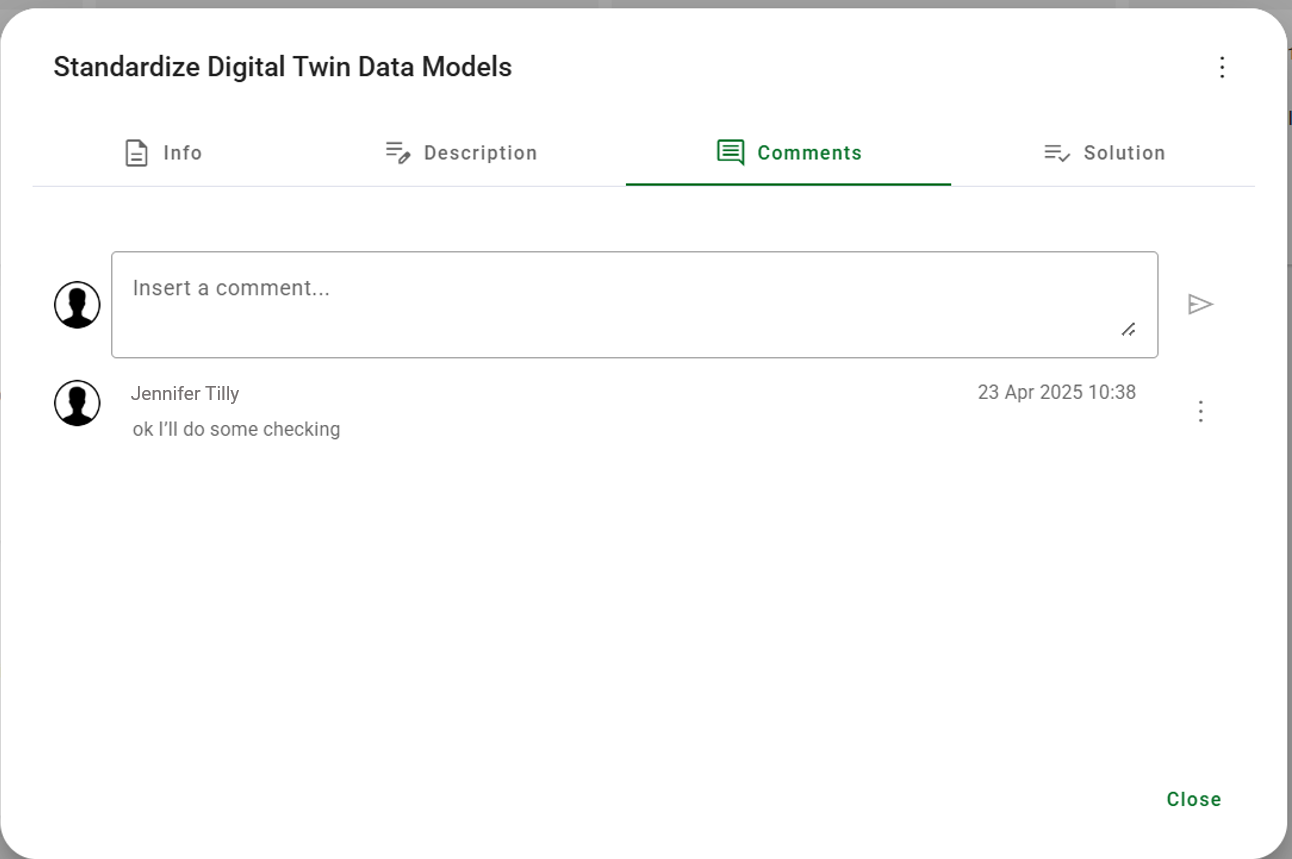 Standardize Digital Twin Data Models
Info
Description
Comments
Solution
Insert a comment...
Jennifer Tilly
23 Apr 2025 10:38
ok I’ll do some checking
Close